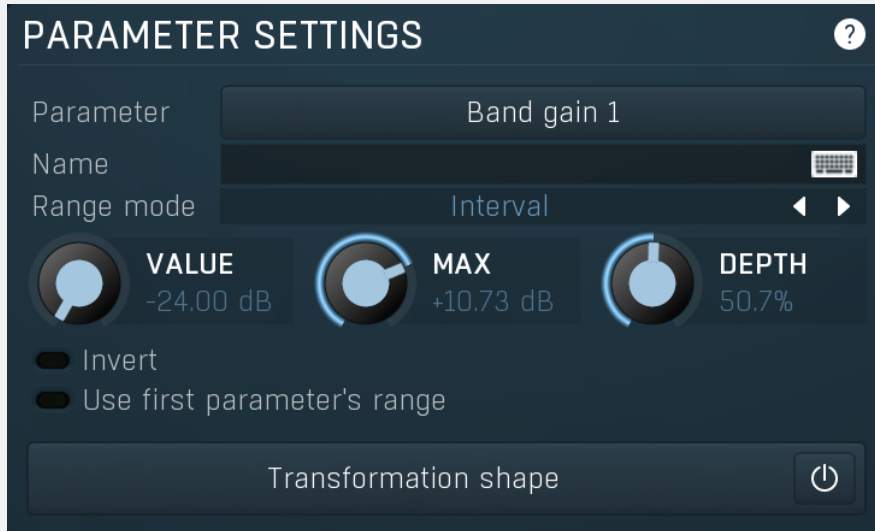 PARAMETER SETTINGS ?
Parameter Band gain 1
Name
Range mode Interval
VALUE MAX DEPTH
-24.00 dB +10.73 dB 50.7%
Invert
Use first parameter's range
Transformation shape